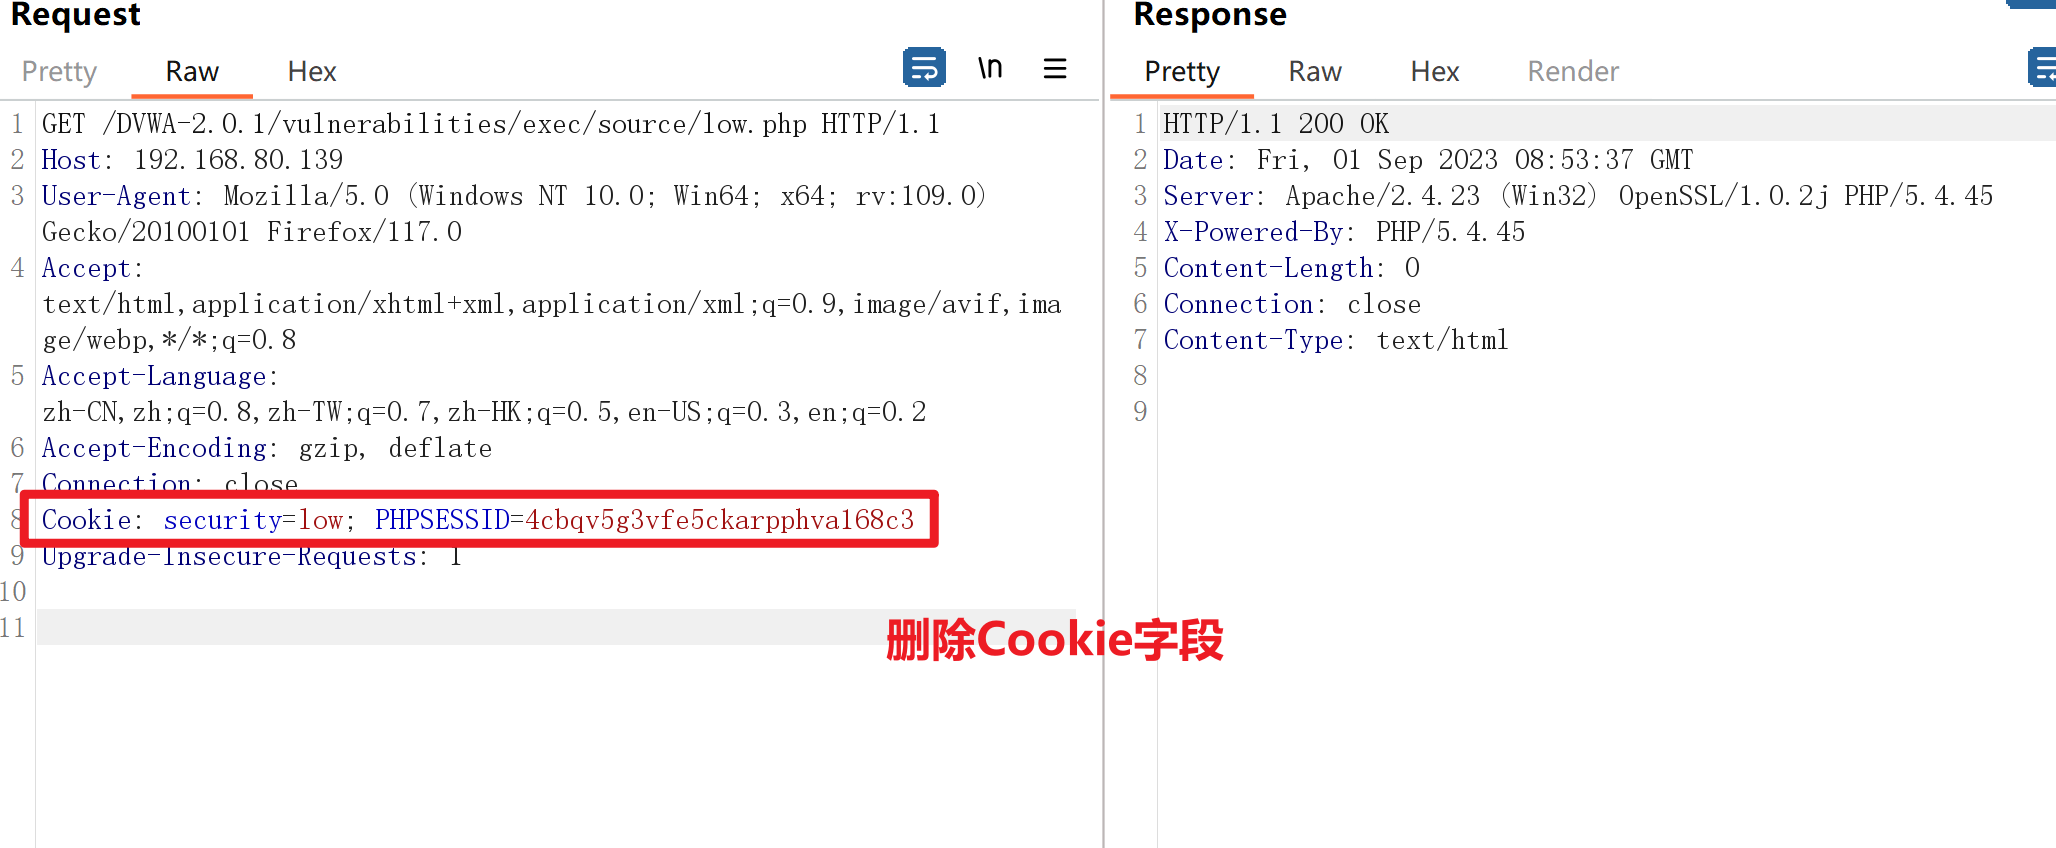 Request
Pretty Raw Hex \n
1 GET /DVWA-2.0.1/vulnerabilities/exec/source/low.php HTTP/1.1
2 Host: 192.168.80.139
3 User-Agent: Mozilla/5.0 (Windows NT 10.0; Win64; x64; rv:109.0)
Gecko/20100101 Firefox/117.0
4 Accept:
text/html,application/xhtml+xml,application/xml;q=0.9,image/avif,ima
ge/webp,*/*;q=0.8
5 Accept-Language:
zh-CN,zh;q=0.8,zh-TW;q=0.7,zh-HK;q=0.5,en-US;q=0.3,en;q=0.2
6 Accept-Encoding: gzip, deflate
7 Connection: close
8 Cookie: security=low; PHPSESSID=4cbqv5g3vfe5ckarpphva168c3
9 Upgrade-Insecure-Requests: 1
10
11
删除Cookie字段
Response
Pretty Raw Hex Render
1 HTTP/1.1 200 OK
2 Date: Fri, 01 Sep 2023 08:53:37 GMT
3 Server: Apache/2.4.23 (Win32) OpenSSL/1.0.2j PHP/5.4.45
4 X-Powered-By: PHP/5.4.45
5 Content-Length: 0
6 Connection: close
7 Content-Type: text/html
8
9